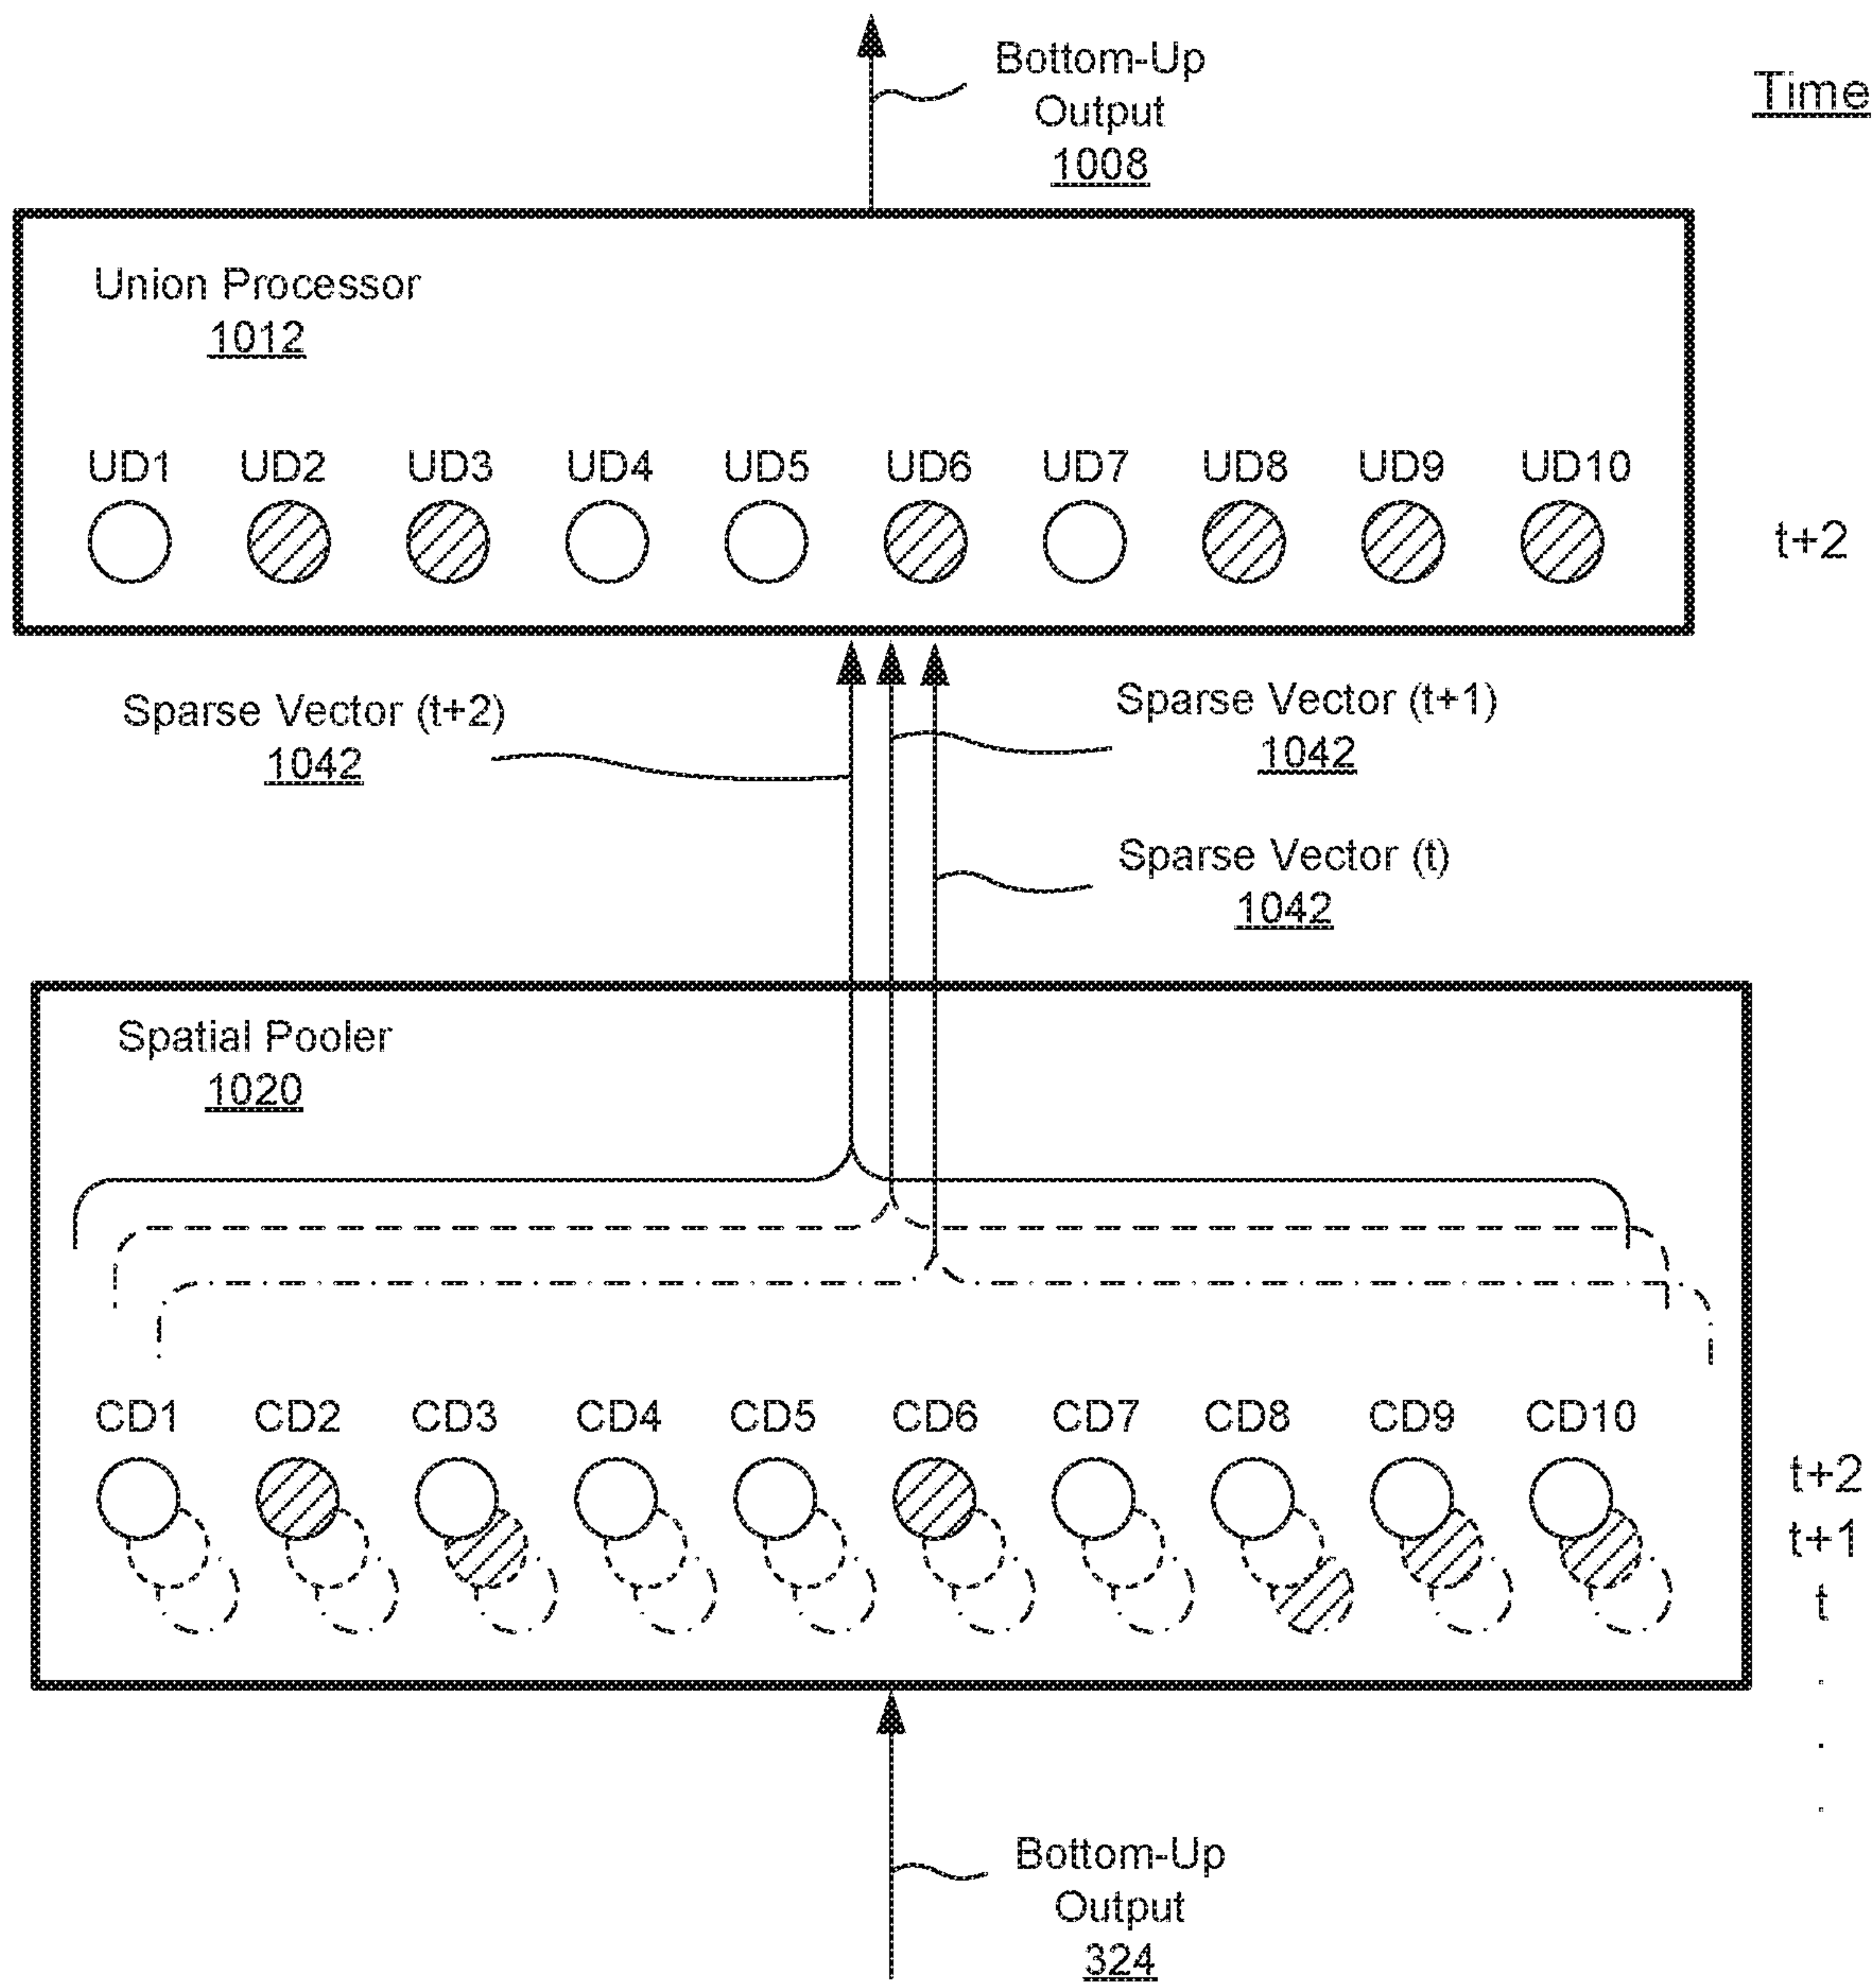 Bottom-Up
Output
1008
Time
Union Processor
1012
UD1 UD2 UD3 UD4 UD5 UD6 UD7 UD8 UD9 UD10
t+2
Sparse Vector (t+2)
1042
Sparse Vector (t+1)
1042
Sparse Vector (t)
1042
Spatial Pooler
1020
CD1 CD2 CD3 CD4 CD5 CD6 CD7 CD8 CD9 CD10
t+2
t+1
t
.
.
.
Bottom-Up
Output
324